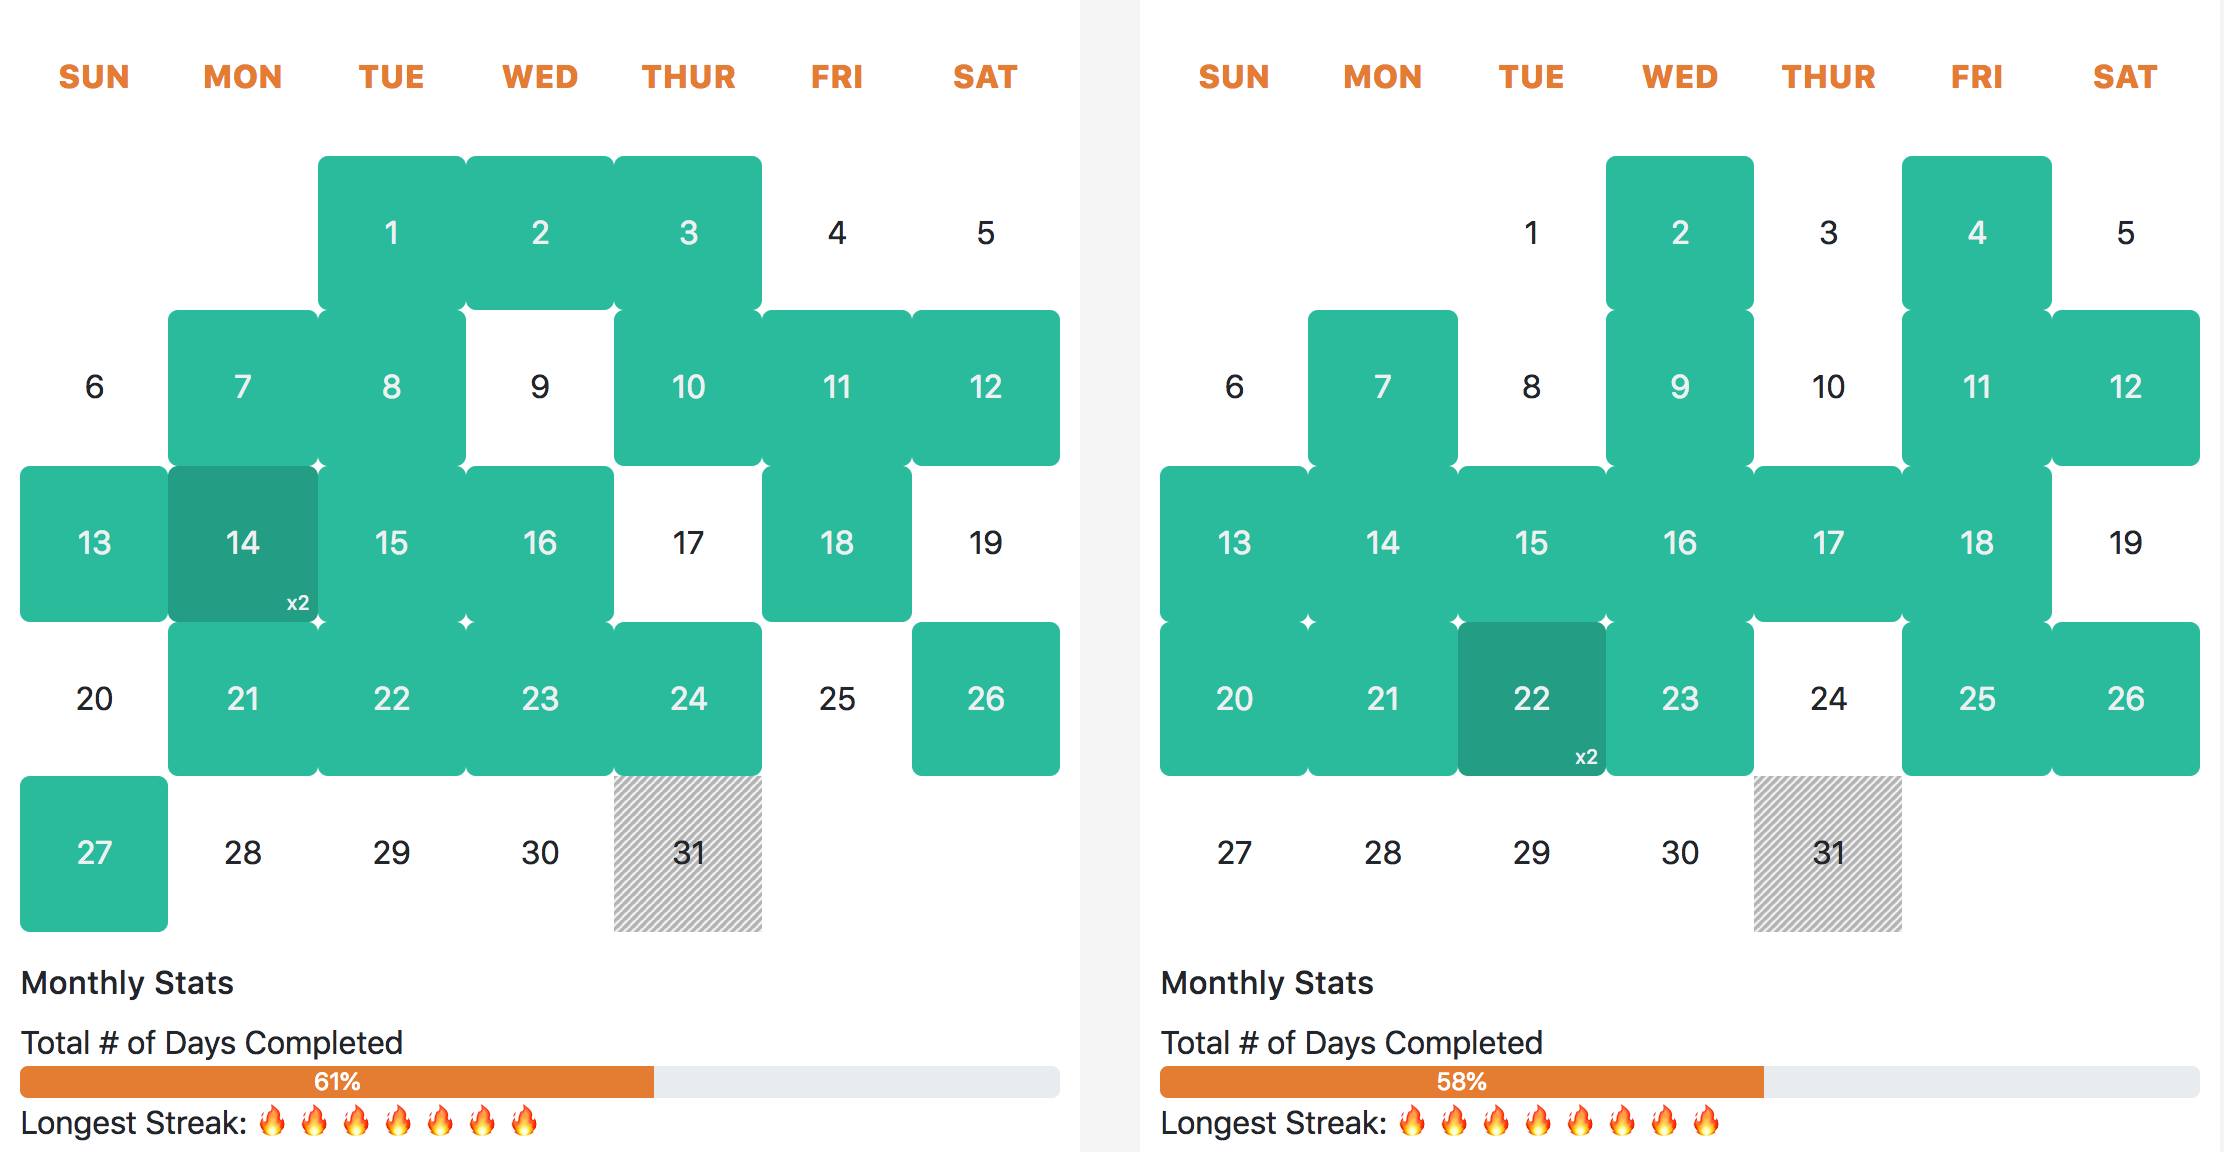 SUN MON TUE WED THUR FRI SAT
1 2 3 4 5
6 7 8 9 10 11 12
13 14 15 16 17 18 19
x2
20 21 22 23 24 25 26
27 28 29 30 31
Monthly Stats
Total # of Days Completed
61%
Longest Streak: 🔥 🔥 🔥 🔥 🔥 🔥 🔥
SUN MON TUE WED THUR FRI SAT
1 2 3 4 5
6 7 8 9 10 11 12
13 14 15 16 17 18 19
20 21 22 23 24 25 26
x2
27 28 29 30 31
Monthly Stats
Total # of Days Completed
58%
Longest Streak: 🔥 🔥 🔥 🔥 🔥 🔥 🔥 🔥